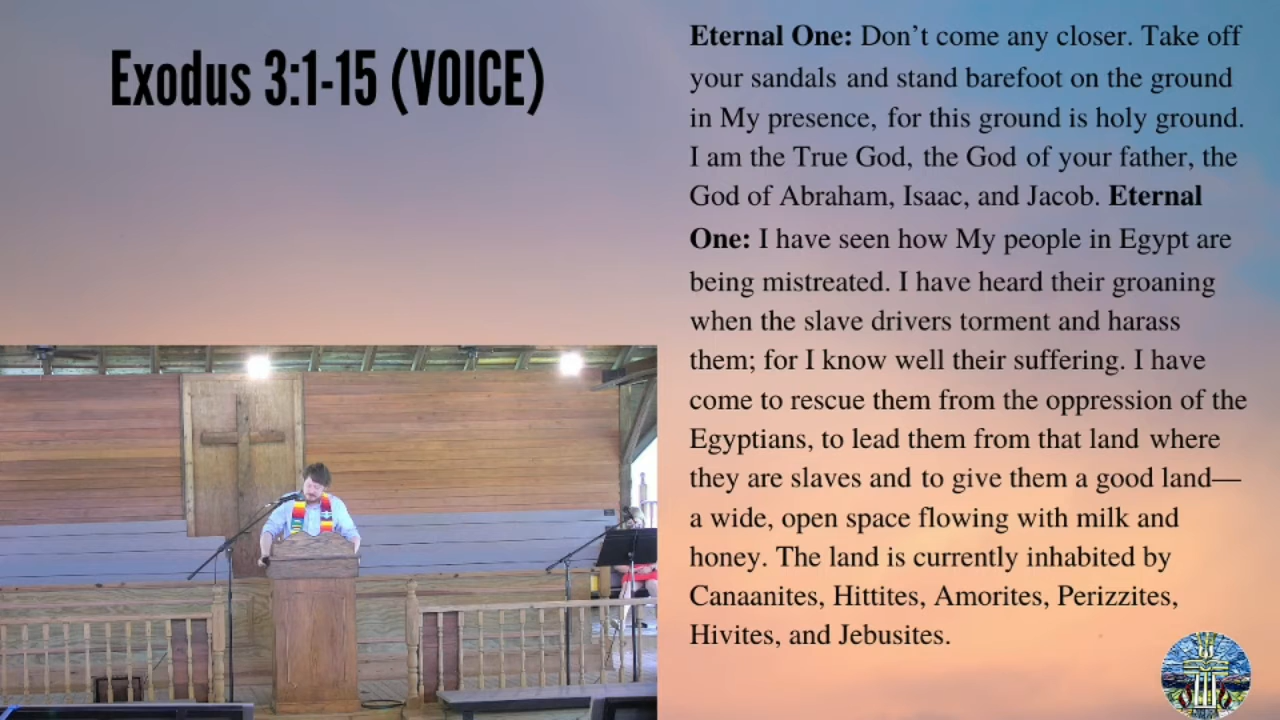 Exodus 3:1-15 (VOICE)
Eternal One: Don’t come any closer. Take off
your sandals and stand barefoot on the ground
in My presence, for this ground is holy ground.
I am the True God, the God of your father, the
God of Abraham, Isaac, and Jacob. Eternal
One: I have seen how My people in Egypt are
being mistreated. I have heard their groaning
when the slave drivers torment and harass
them; for I know well their suffering. I have
come to rescue them from the oppression of the
Egyptians, to lead them from that land where
they are slaves and to give them a good land—
a wide, open space flowing with milk and
honey. The land is currently inhabited by
Canaanites, Hittites, Amorites, Perizzites,
Hivites, and Jebusites.